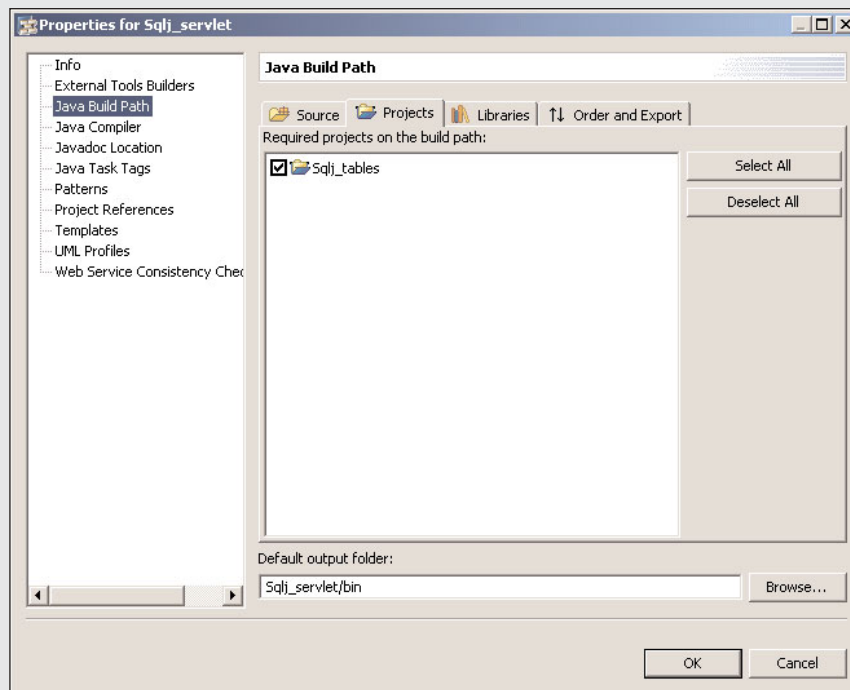 Properties for Sqlj_servlet
Info
External Tools Builders
Java Build Path
Java Compiler
Javadoc Location
Java Task Tags
Patterns
Project References
Templates
UML Profiles
Web Service Consistency Chec
Java Build Path
Source Projects Libraries Order and Export
Required projects on the build path:
Sqlj_tables
Select All
Deselect All
Default output folder:
Sqlj_servlet/bin
Browse...
OK Cancel